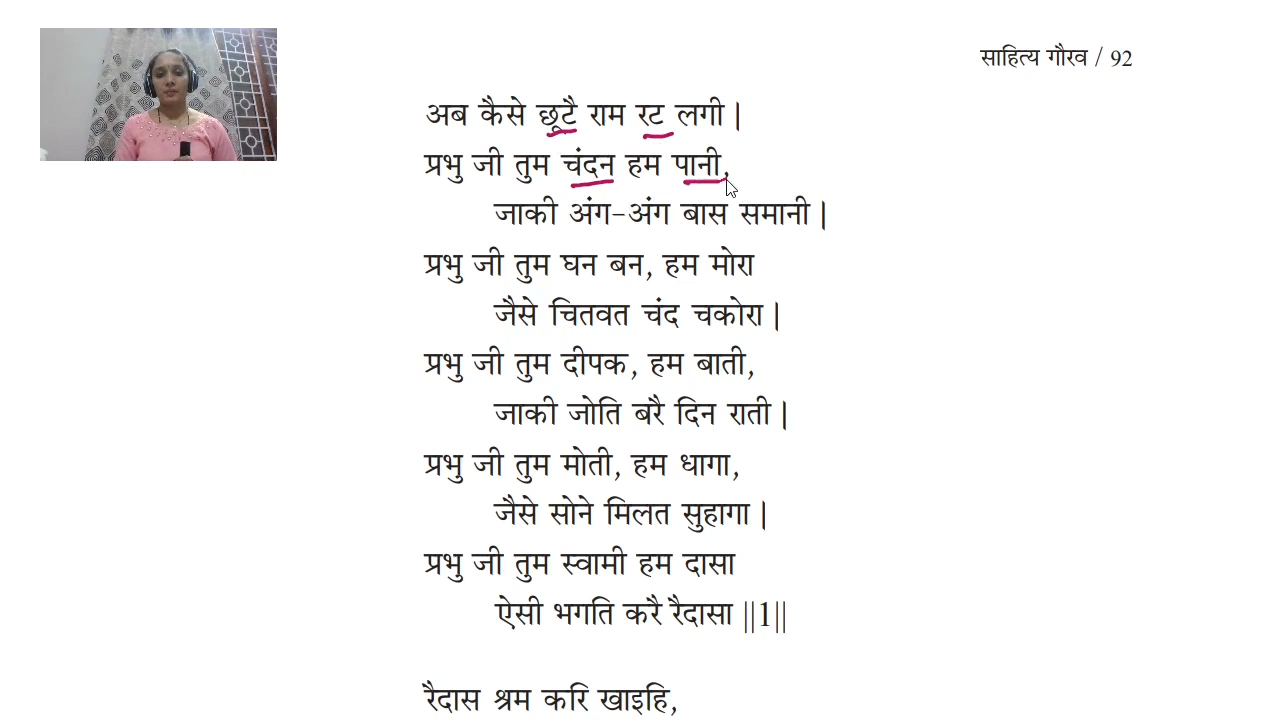 साहित्य गौरव / 92
अब कैसे छूटै राम रट लगी |
प्रभु जी तुम चंदन हम पानी,
जाकी अंग-अंग बास समानी |
प्रभु जी तुम घन बन, हम मोरा
जैसे चितवत चंद चकोरा |
प्रभु जी तुम दीपक, हम बाती,
जाकी जोति बरै दिन राती |
प्रभु जी तुम मोती, हम धागा,
जैसे सोने मिलत सुहागा |
प्रभु जी तुम स्वामी हम दासा
ऐसी भगति करै रैदासा ||1||
रैदास श्रम करि खाइहि,